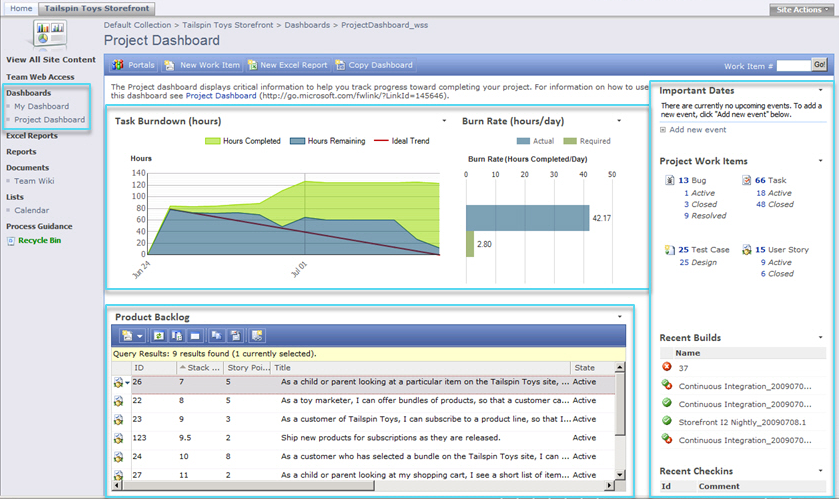 Home
Tailspin Toys Storefront
Site Actions
Default Collection > Tailspin Toys Storefront > Dashboards > ProjectDashboard_wss
Project Dashboard
View All Site Content
Team Web Access
Dashboards
My Dashboard
Project Dashboard
Excel Reports
Reports
Documents
Team Wiki
Lists
Calendar
Process Guidance
Recycle Bin
Portals New Work Item New Excel Report Copy Dashboard Work Item # Go!
The Project dashboard displays critical information to help you track progress toward completing your project. For information on how to use
this dashboard see Project Dashboard (http://go.microsoft.com/fwlink/?LinkId=145646).
Task Burndown (hours)
Hours Completed Hours Remaining Ideal Trend
Hours
140
120
100
80
60
40
20
0
Jun 24 Jul 01
Burn Rate (hours/day)
Actual Required
Burn Rate (Hours Completed/Day)
0 10 20 30 40 50
42.17
2.80
Product Backlog
Query Results: 9 results found (1 currently selected).
ID Stack ... Story Poi... Title State
26 7 5 As a child or parent looking at a particular item on the Tailspin Toys site, ... Active
22 8 5 As a toy marketer, I can offer bundles of products, so that a customer ca... Active
23 9 3 As a customer of Tailspin Toys, I can subscribe to a product line, so that I... Active
123 9.5 2 Ship new products for subscriptions as they are released. Active
24 10 8 As a customer who has selected a bundle on the Tailspin Toys site, I can ... Active
27 11 2 As a child or parent looking at my shopping cart, I see a short list of item... Active
Important Dates
There are currently no upcoming events. To add a
new event, click "Add new event" below.
Add new event
Project Work Items
13 Bug
1 Active
3 Closed
9 Resolved
66 Task
18 Active
48 Closed
25 Test Case
25 Design
15 User Story
9 Active
6 Closed
Recent Builds
Name
37
Continuous Integration_2009070...
Continuous Integration_2009070...
Storefront I2 Nightly_20090708.1
Continuous Integration_2009070...
Recent Checkins
Id Comment